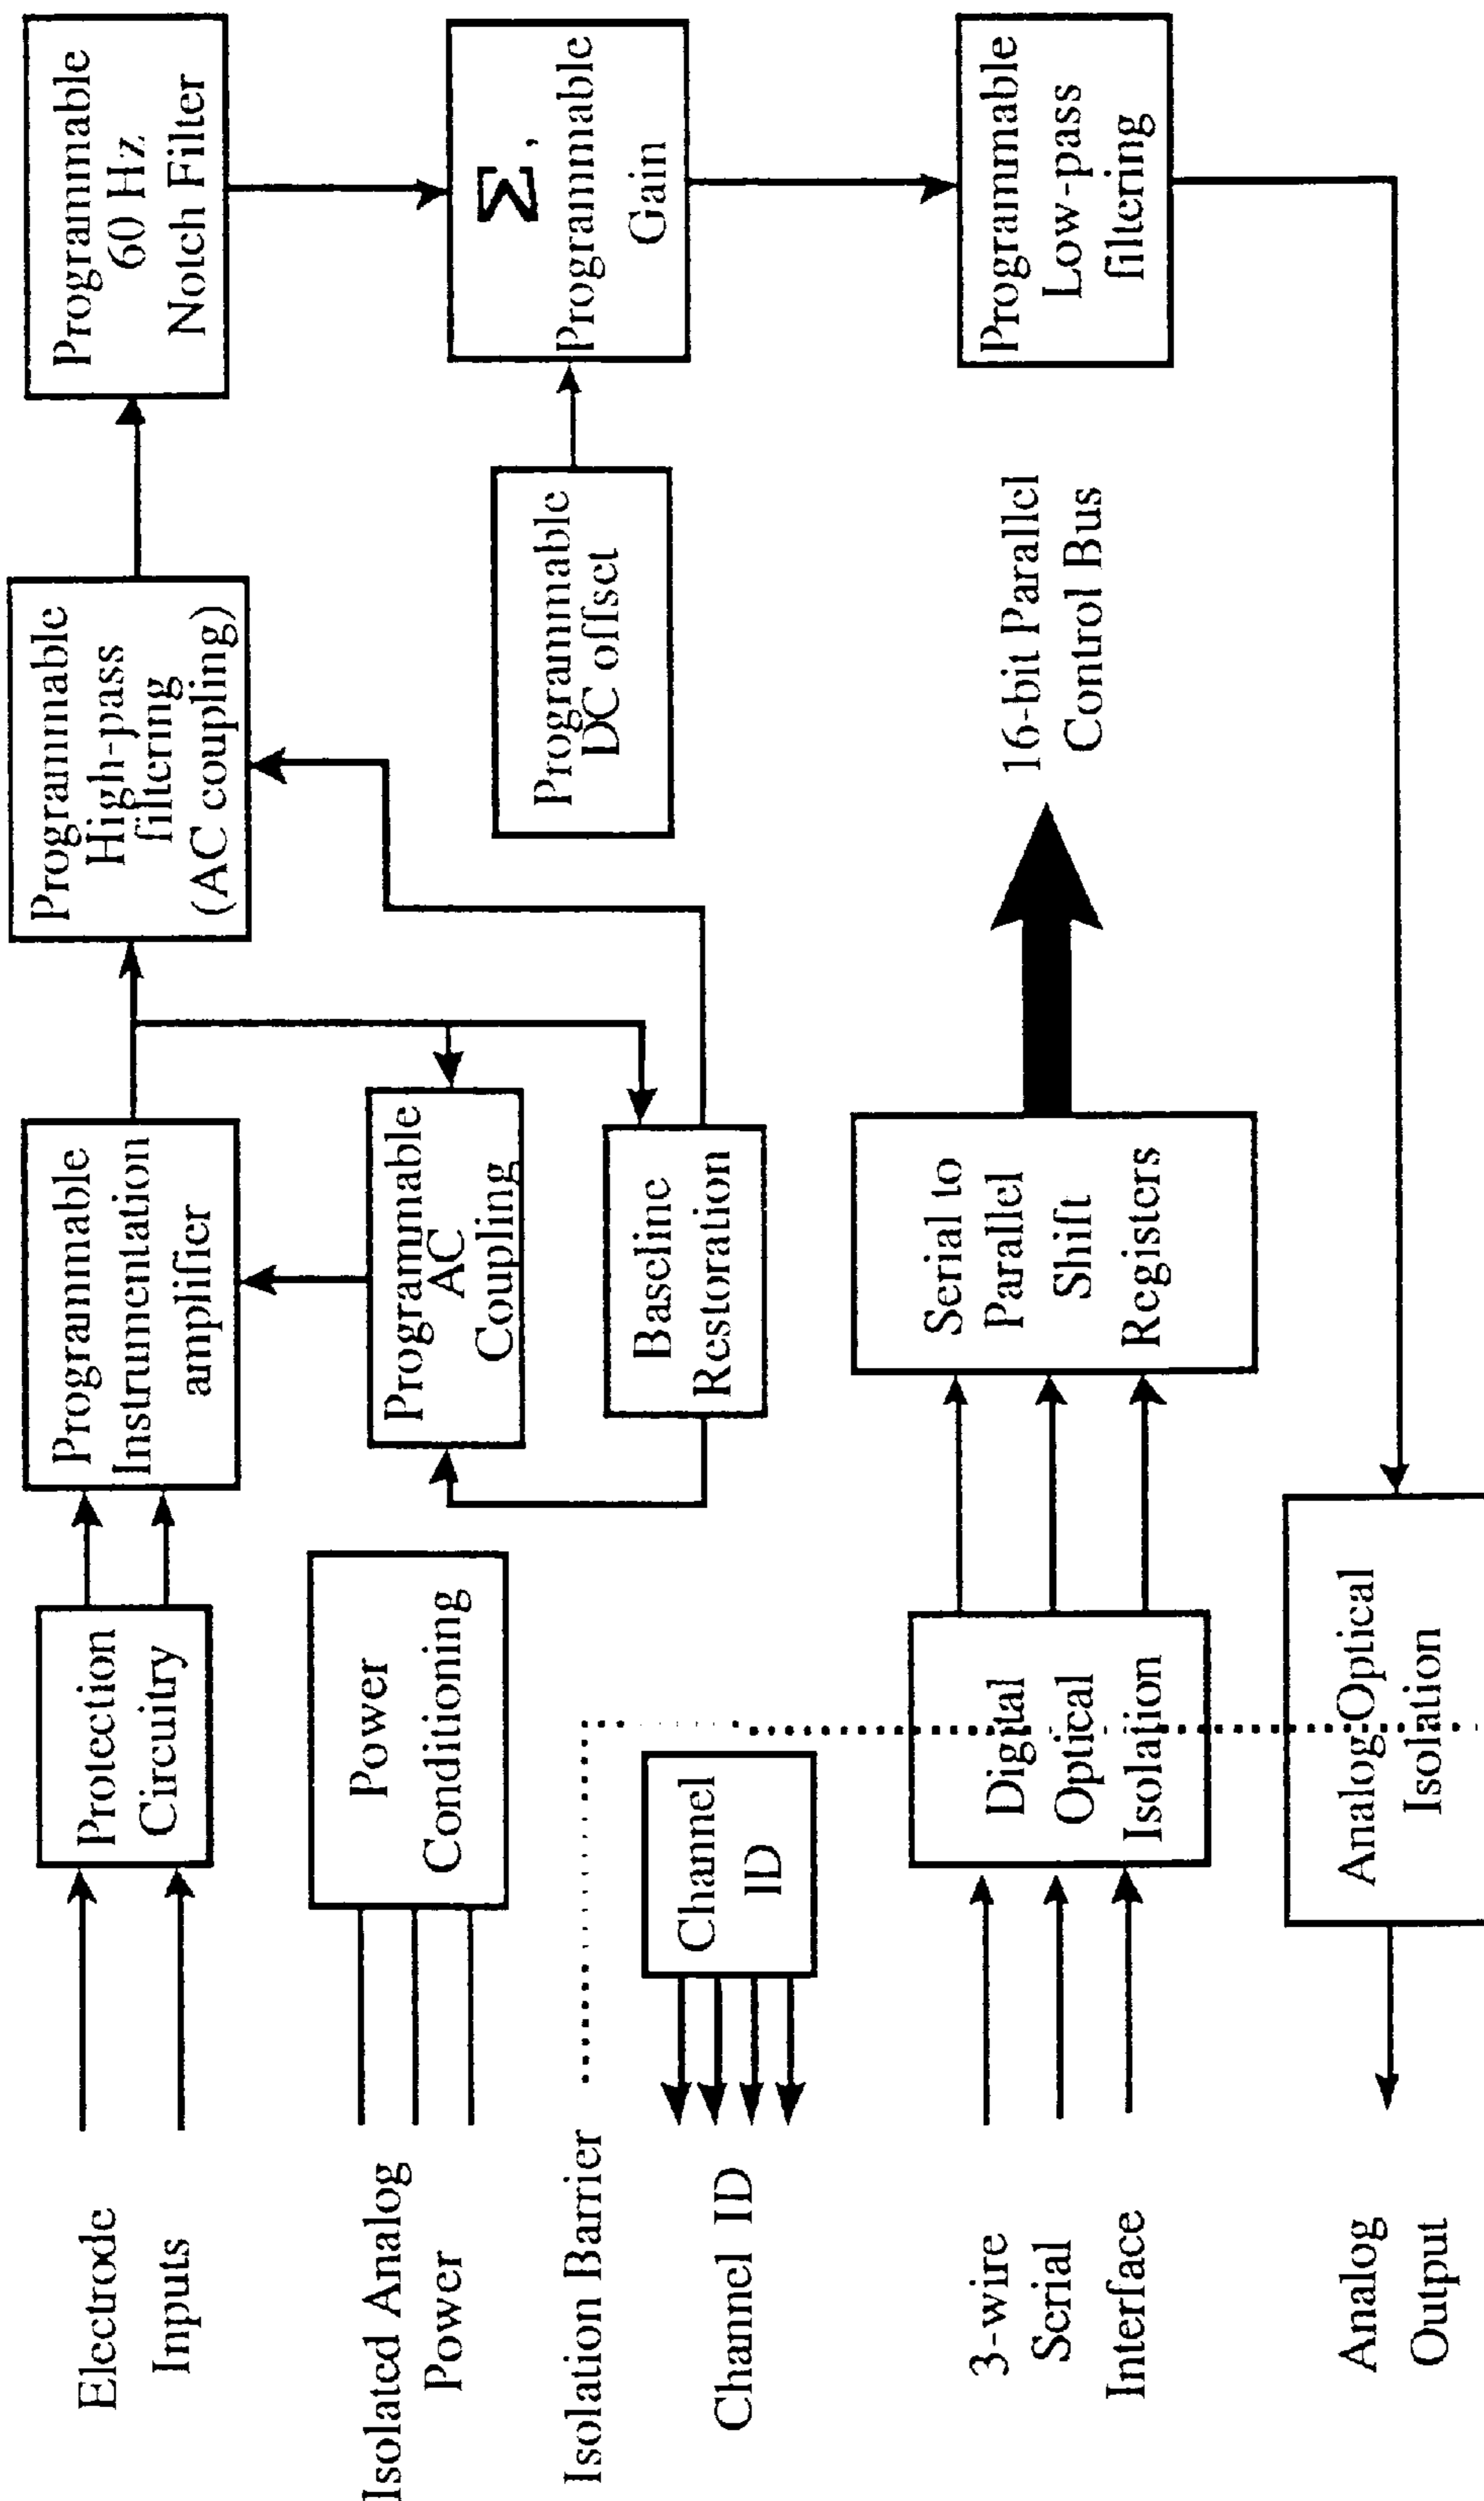 Electrode
Inputs
Protection
Circuitry
Programmable
Instrumentation
amplifier
Programmable
High-pass
filtering
(AC coupling)
Programmable
60 Hz
Notch Filter
Isolated Analog
Power
Power
Conditioning
Programmable
AC
Coupling
Programmable
DC offset
Σ,
Programmable
Gain
Isolation Barrier
Baseline
Restoration
Channel ID
Channel
ID
3-wire
Serial
Interface
Digital
Optical
Isolation
Serial to
Parallel
Shift
Registers
16-bit Parallel
Control Bus
Programmable
Low-pass
filtering
Analog
Output
Analog Optical
Isolation